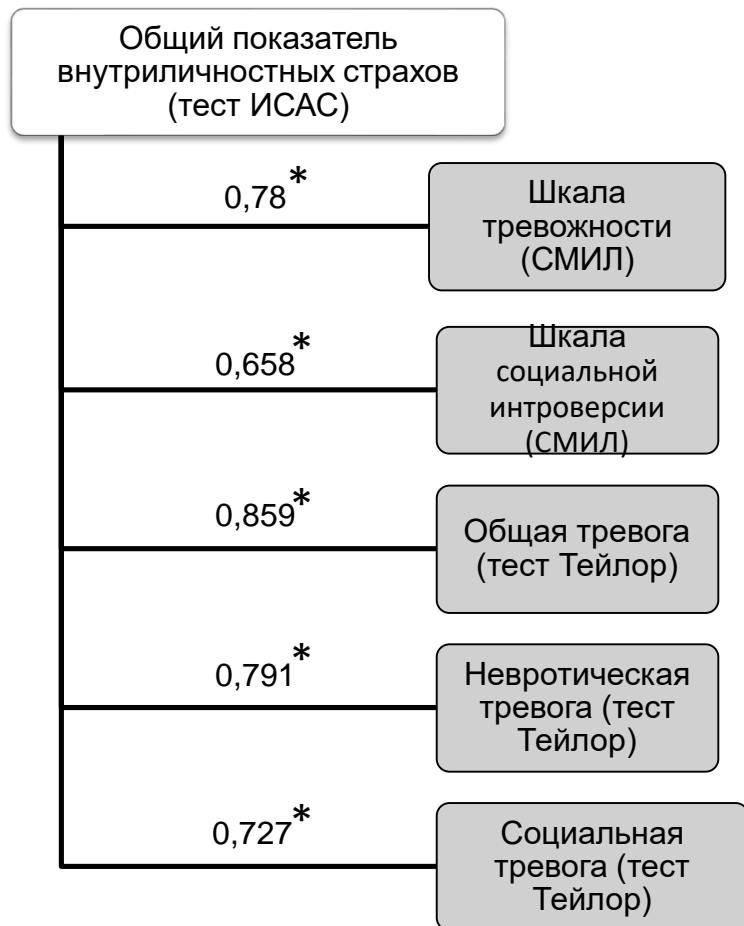 Общий показатель
внутриличностных страхов
(тест ИСАС)
0,78*
Шкала
тревожности
(СМИЛ)
0,658*
Шкала
социальной
интроверсии
(СМИЛ)
0,859*
Общая тревога
(тест Тейлор)
0,791*
Невротическая
тревога (тест
Тейлор)
0,727*
Социальная
тревога (тест
Тейлор)